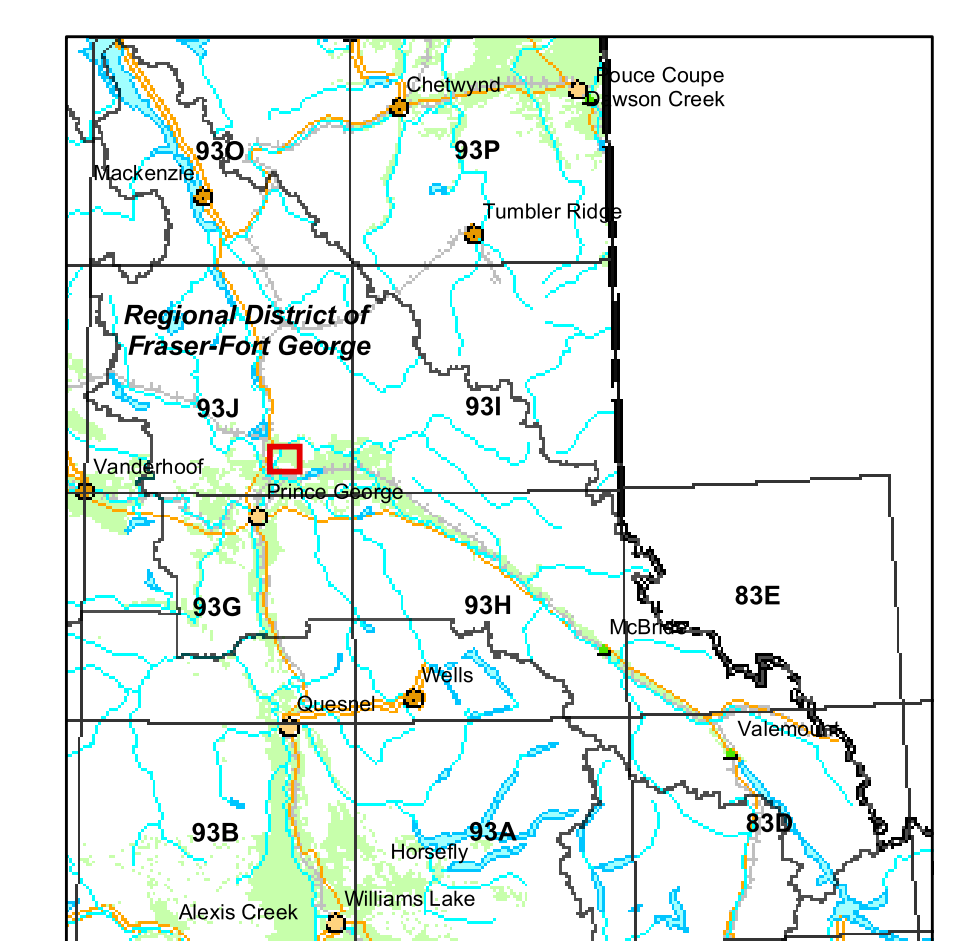 Pouce Coupe
Chetwynd
Dawson Creek
93O
93P
Mackenzie
Tumbler Ridge
Regional District of
Fraser-Fort George
93J
93I
Vanderhoof
Prince George
93G
93H
83E
McBride
Wells
Quesnel
Valemount
93B
93A
83D
Horsefly
Williams Lake
Alexis Creek